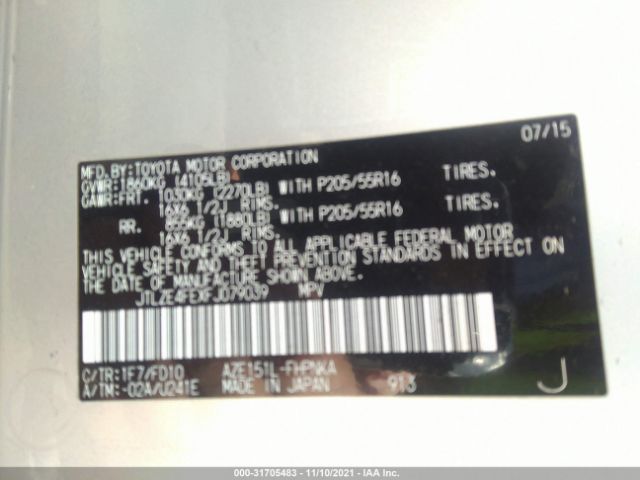 07/15
MFD. BY: TOYOTA MOTOR CORPORATION
GVWR: 1860KG (4105LB)
GAWR: FRT. 1030KG (2270LB) WITH P205/55R16 TIRES.
16X6 1/2J RIMS.
RR. 855KG (1880LB) WITH P205/55R16 TIRES.
16X6 1/2J RIMS.
THIS VEHICLE CONFORMS TO ALL APPLICABLE FEDERAL MOTOR
VEHICLE SAFETY AND THEFT PREVENTION STANDARDS IN EFFECT ON
THE DATE OF MANUFACTURE SHOWN ABOVE.
JTLZE4FEXFJ079039 MPV
C/TR:1F7/FD10 AZE151L-FHPNKA
A/TM:-02A/U241E MADE IN JAPAN 913 J
000-31705483 - 11/10/2021 - IAA Inc.